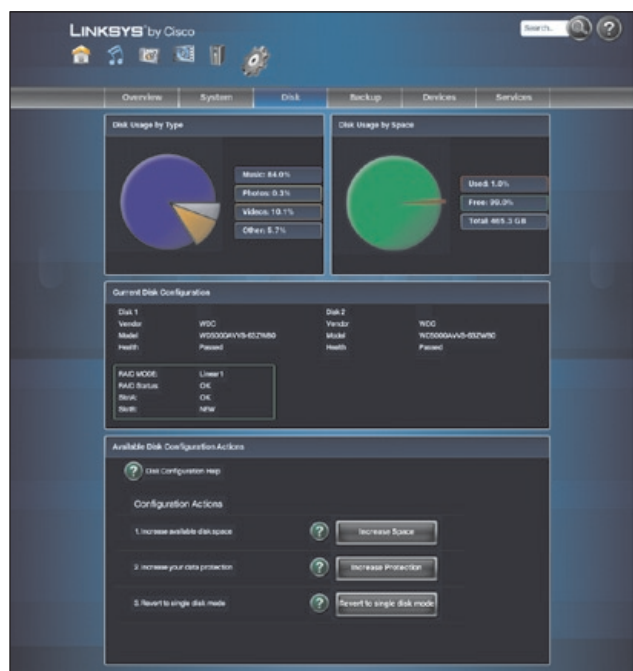 LINKSYS by Cisco
Search..
Overview System Disk Backup Devices Services
Disk Usage by Type
Music: 84.0%
Photos: 0.3%
Videos: 10.1%
Other: 5.7%
Disk Usage by Space
Used: 1.0%
Free: 99.0%
Total: 465.3 GB
Current Disk Configuration
Disk 1
Vendor WDC
Model
Health Passed
Disk 2
Vendor WDC
Model
Health Passed
RAID MODE: Linear1
RAID Status: OK
OK
NEW
Available Disk Configuration Actions
Disk Configuration Help
Configuration Actions
1. Increase available disk space
Increase Space
2. Increase your data protection
Increase Protection
3. Revert to single disk mode
Revert to single disk mode